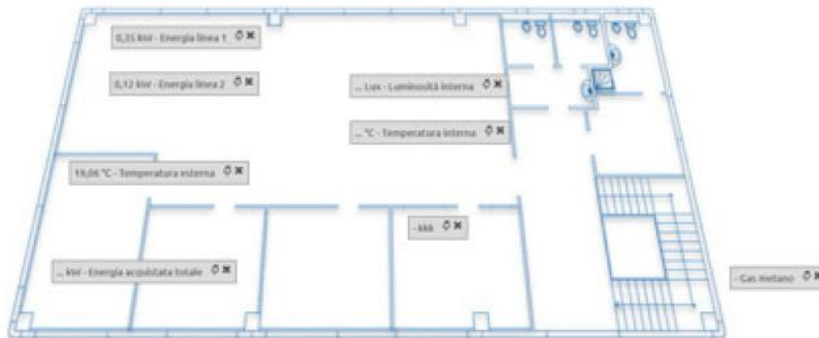 0,35 kW - Energia linea 1
0,12 kW - Energia linea 2
... Lux - Luminosità interna
... °C - Temperatura interna
19,06 °C - Temperatura esterna
- kkk
... kW - Energia acquistata totale
- Gas metano